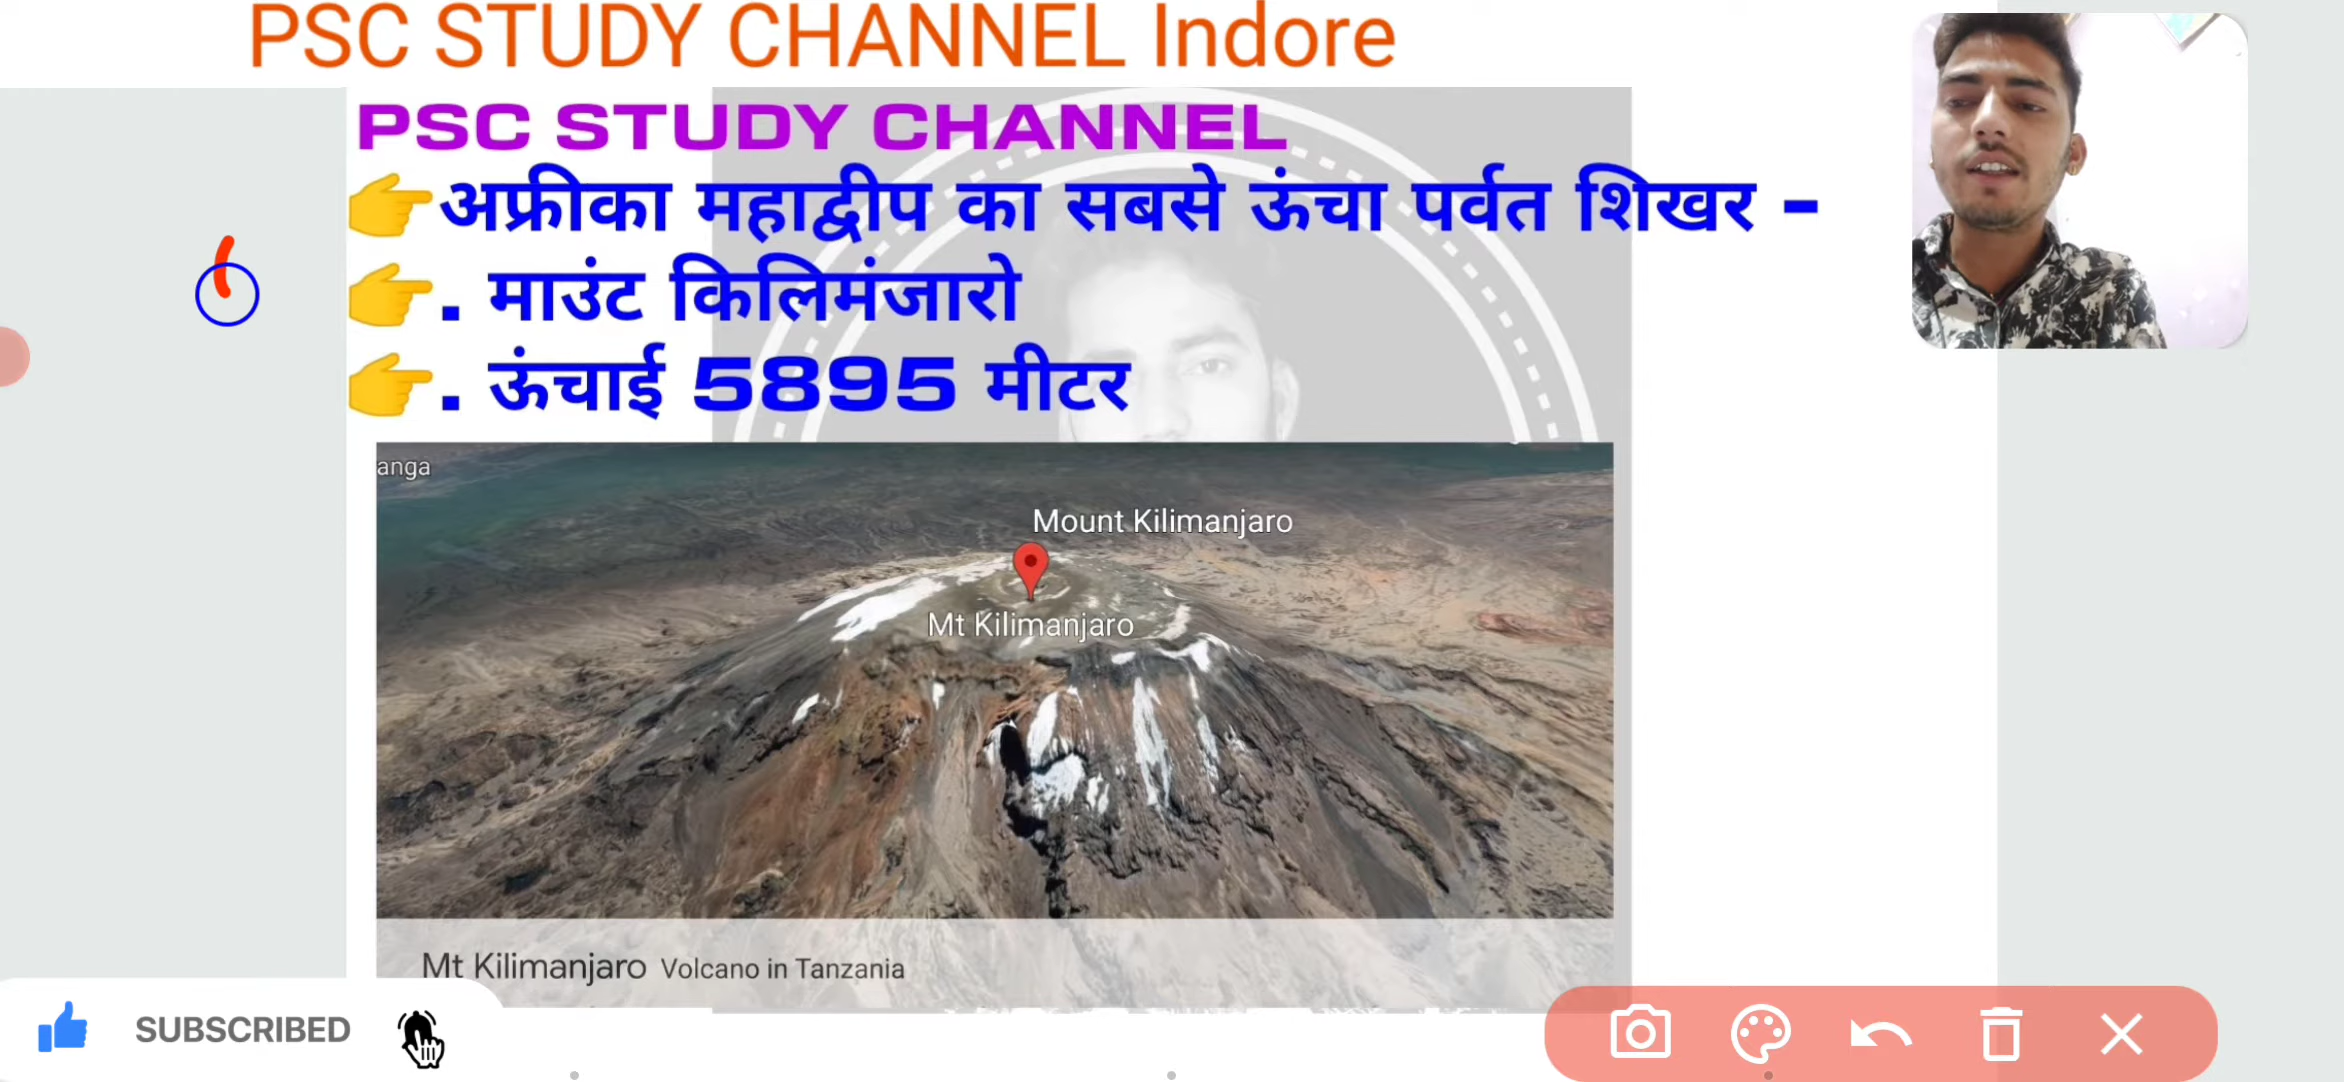 PSC STUDY CHANNEL Indore
PSC STUDY CHANNEL
👉अफ्रीका महाद्वीप का सबसे ऊंचा पर्वत शिखर -
👉. माउंट किलिमंजारो
👉. ऊंचाई 5895 मीटर
anga
Mount Kilimanjaro
Mt Kilimanjaro
Mt Kilimanjaro Volcano in Tanzania
SUBSCRIBED